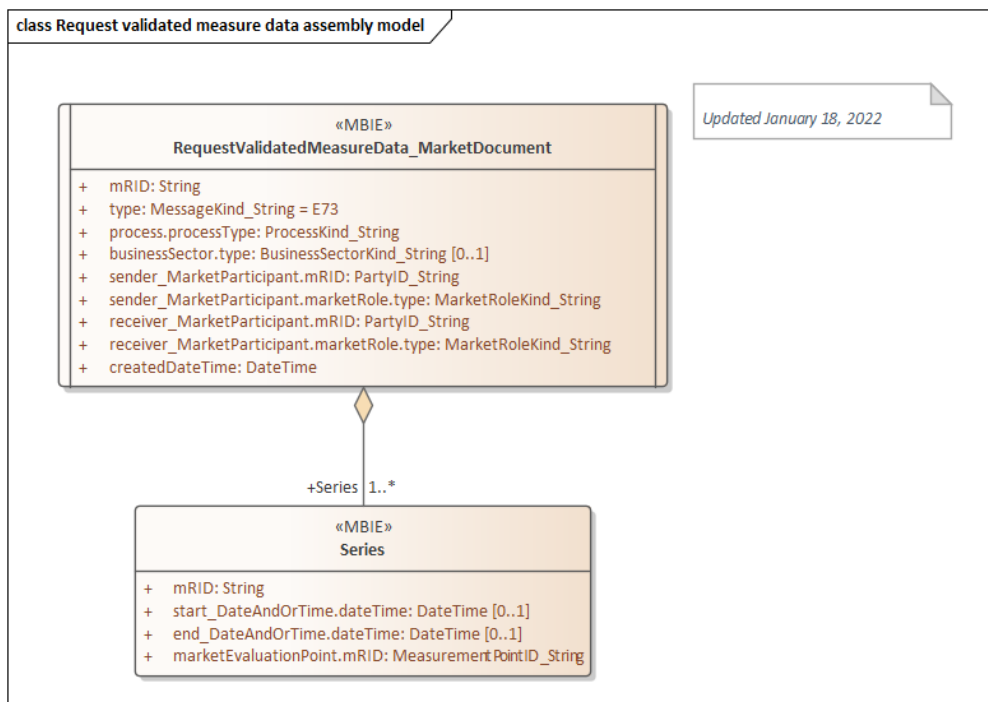 class Request validated measure data assembly model
Updated January 18, 2022
«MBIE»
RequestValidatedMeasureData_MarketDocument
+ mRID: String
+ type: MessageKind_String = E73
+ process.processType: ProcessKind_String
+ businessSector.type: BusinessSectorKind_String [0..1]
+ sender_MarketParticipant.mRID: PartyID_String
+ sender_MarketParticipant.marketRole.type: MarketRoleKind_String
+ receiver_MarketParticipant.mRID: PartyID_String
+ receiver_MarketParticipant.marketRole.type: MarketRoleKind_String
+ createdDateTime: DateTime
+Series 1..*
«MBIE»
Series
+ mRID: String
+ start_DateAndOrTime.dateTime: DateTime [0..1]
+ end_DateAndOrTime.dateTime: DateTime [0..1]
+ marketEvaluationPoint.mRID: MeasurementPointID_String